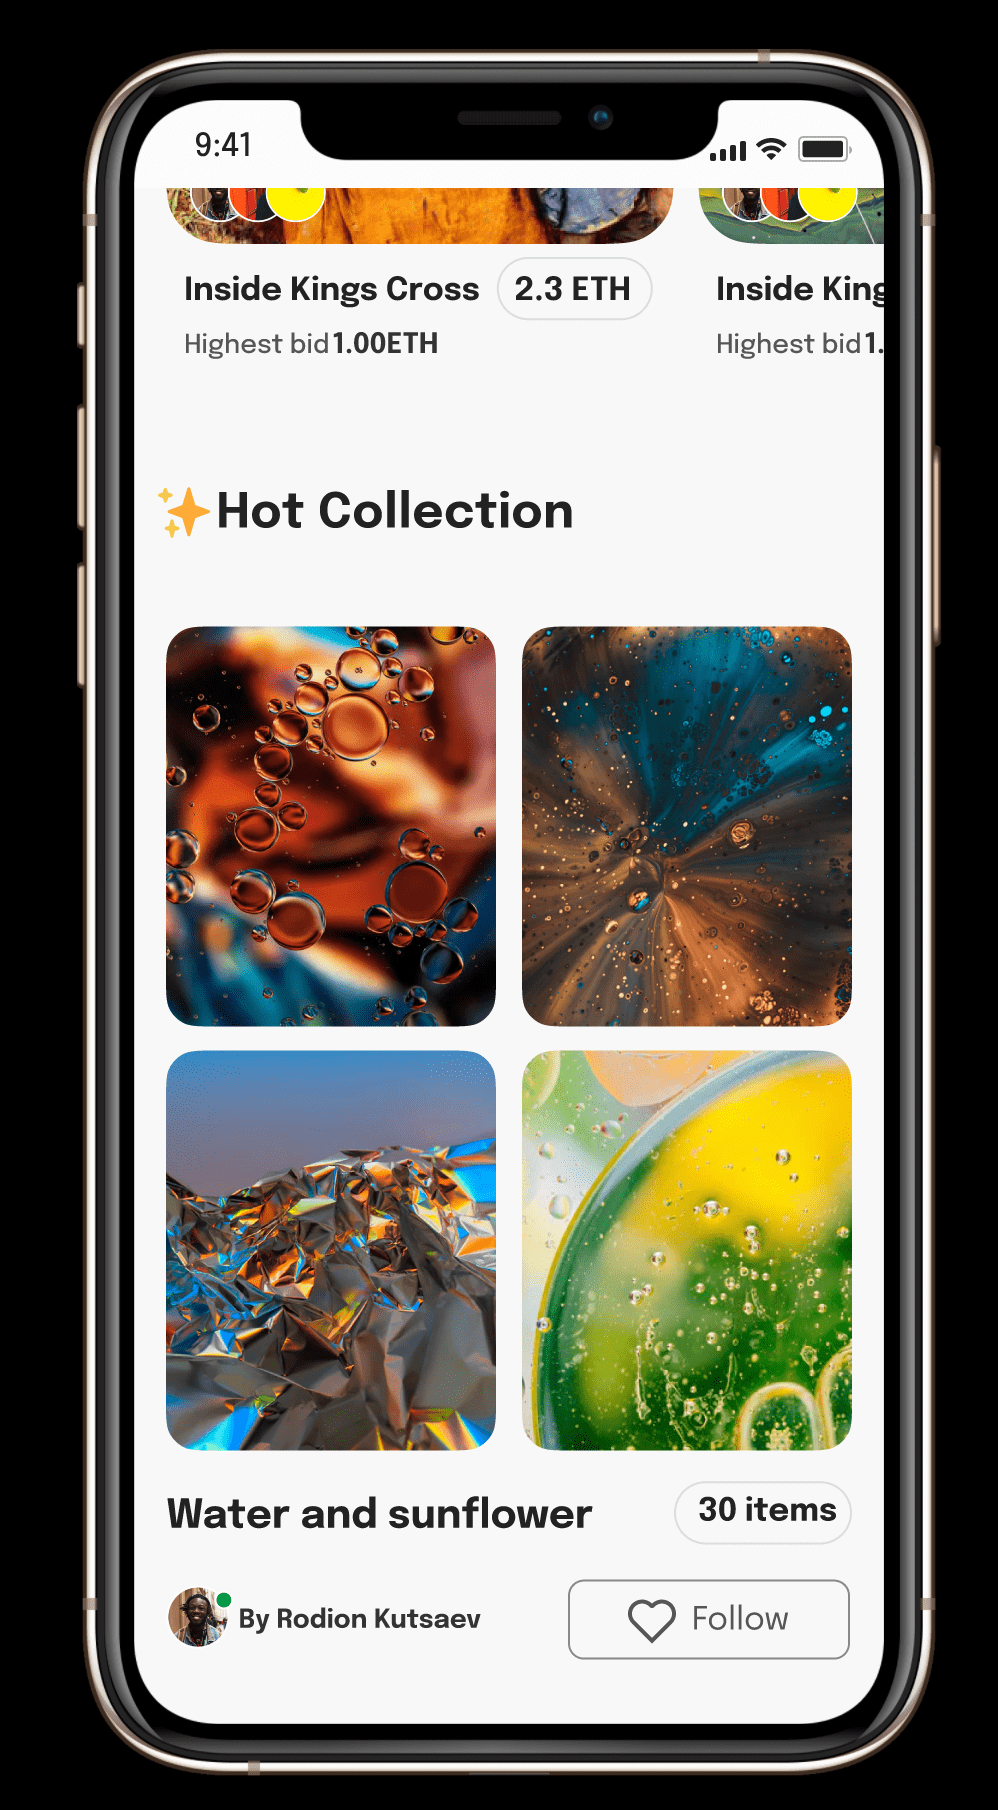 9:41
Inside Kings Cross 2.3 ETH
Highest bid 1.00ETH
Inside King
Highest bid 1.
✨Hot Collection
Water and sunflower 30 items
By Rodion Kutsaev Follow